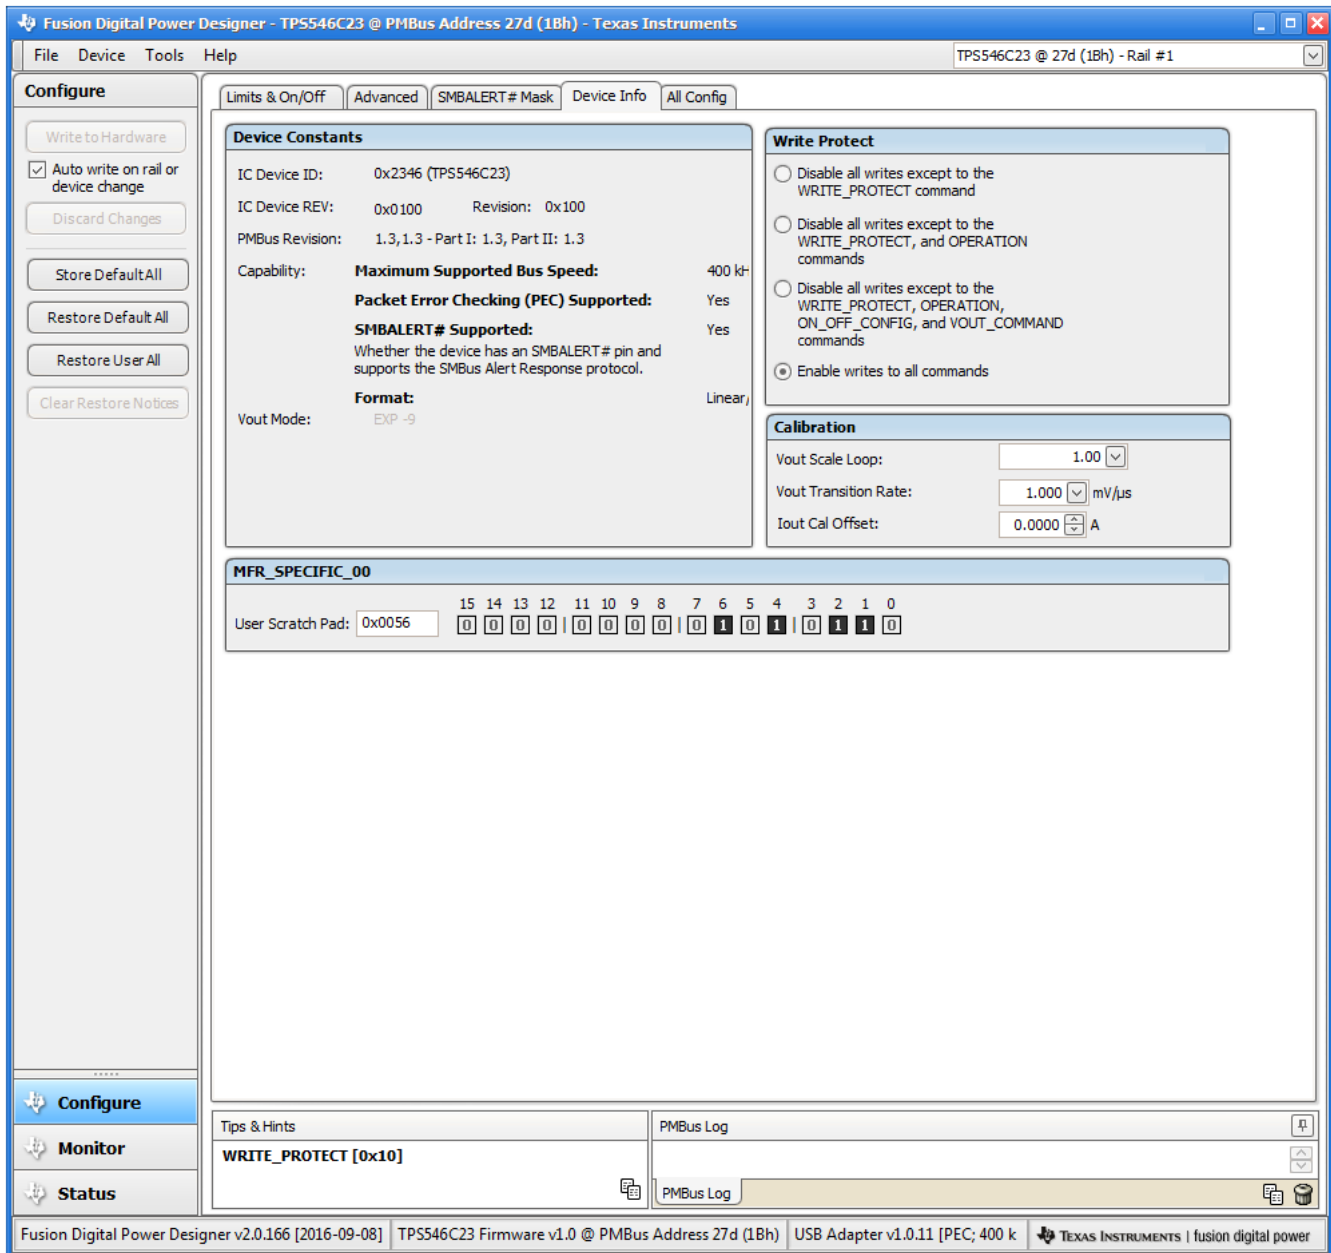 Fusion Digital Power Designer - TPS546C23 @ PMBus Address 27d (1Bh) - Texas Instruments
File Device Tools Help
TPS546C23 @ 27d (1Bh) - Rail #1
Configure
Write to Hardware
Auto write on rail or
device change
Discard Changes
Store Default All
Restore Default All
Restore User All
Clear Restore Notices
Limits & On/Off Advanced SMBALERT# Mask Device Info All Config
Device Constants
IC Device ID: 0x2346 (TPS546C23)
IC Device REV: 0x0100 Revision: 0x100
PMBus Revision: 1.3,1.3 - Part I: 1.3, Part II: 1.3
Capability: Maximum Supported Bus Speed: 400 kH
Packet Error Checking (PEC) Supported: Yes
SMBALERT# Supported: Yes
Whether the device has an SMBALERT# pin and
supports the SMBus Alert Response protocol.
Format: Linear/
Vout Mode: EXP -9
Write Protect
Disable all writes except to the
WRITE_PROTECT command
Disable all writes except to the
WRITE_PROTECT, and OPERATION
commands
Disable all writes except to the
WRITE_PROTECT, OPERATION,
ON_OFF_CONFIG, and VOUT_COMMAND
commands
Enable writes to all commands
Calibration
Vout Scale Loop: 1.00
Vout Transition Rate: 1.000 mV/µs
Iout Cal Offset: 0.0000 A
MFR_SPECIFIC_00
15 14 13 12 11 10 9 8 7 6 5 4 3 2 1 0
User Scratch Pad: 0x0056 0 0 0 0 | 0 0 0 0 | 0 1 0 1 | 0 1 1 0
Configure
Monitor
Status
Tips & Hints
WRITE_PROTECT [0x10]
PMBus Log
PMBus Log
Fusion Digital Power Designer v2.0.166 [2016-09-08] TPS546C23 Firmware v1.0 @ PMBus Address 27d (1Bh) USB Adapter v1.0.11 [PEC; 400 k TEXAS INSTRUMENTS | fusion digital power